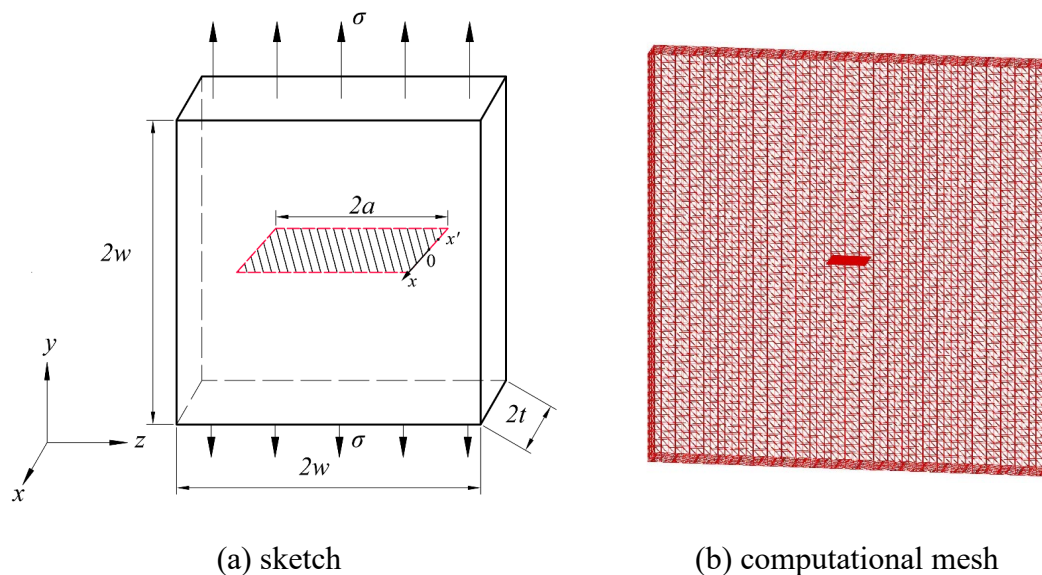 σ
2a
x'
0
x
2w
y
z
x
σ
2w
2t
(a) sketch
(b) computational mesh